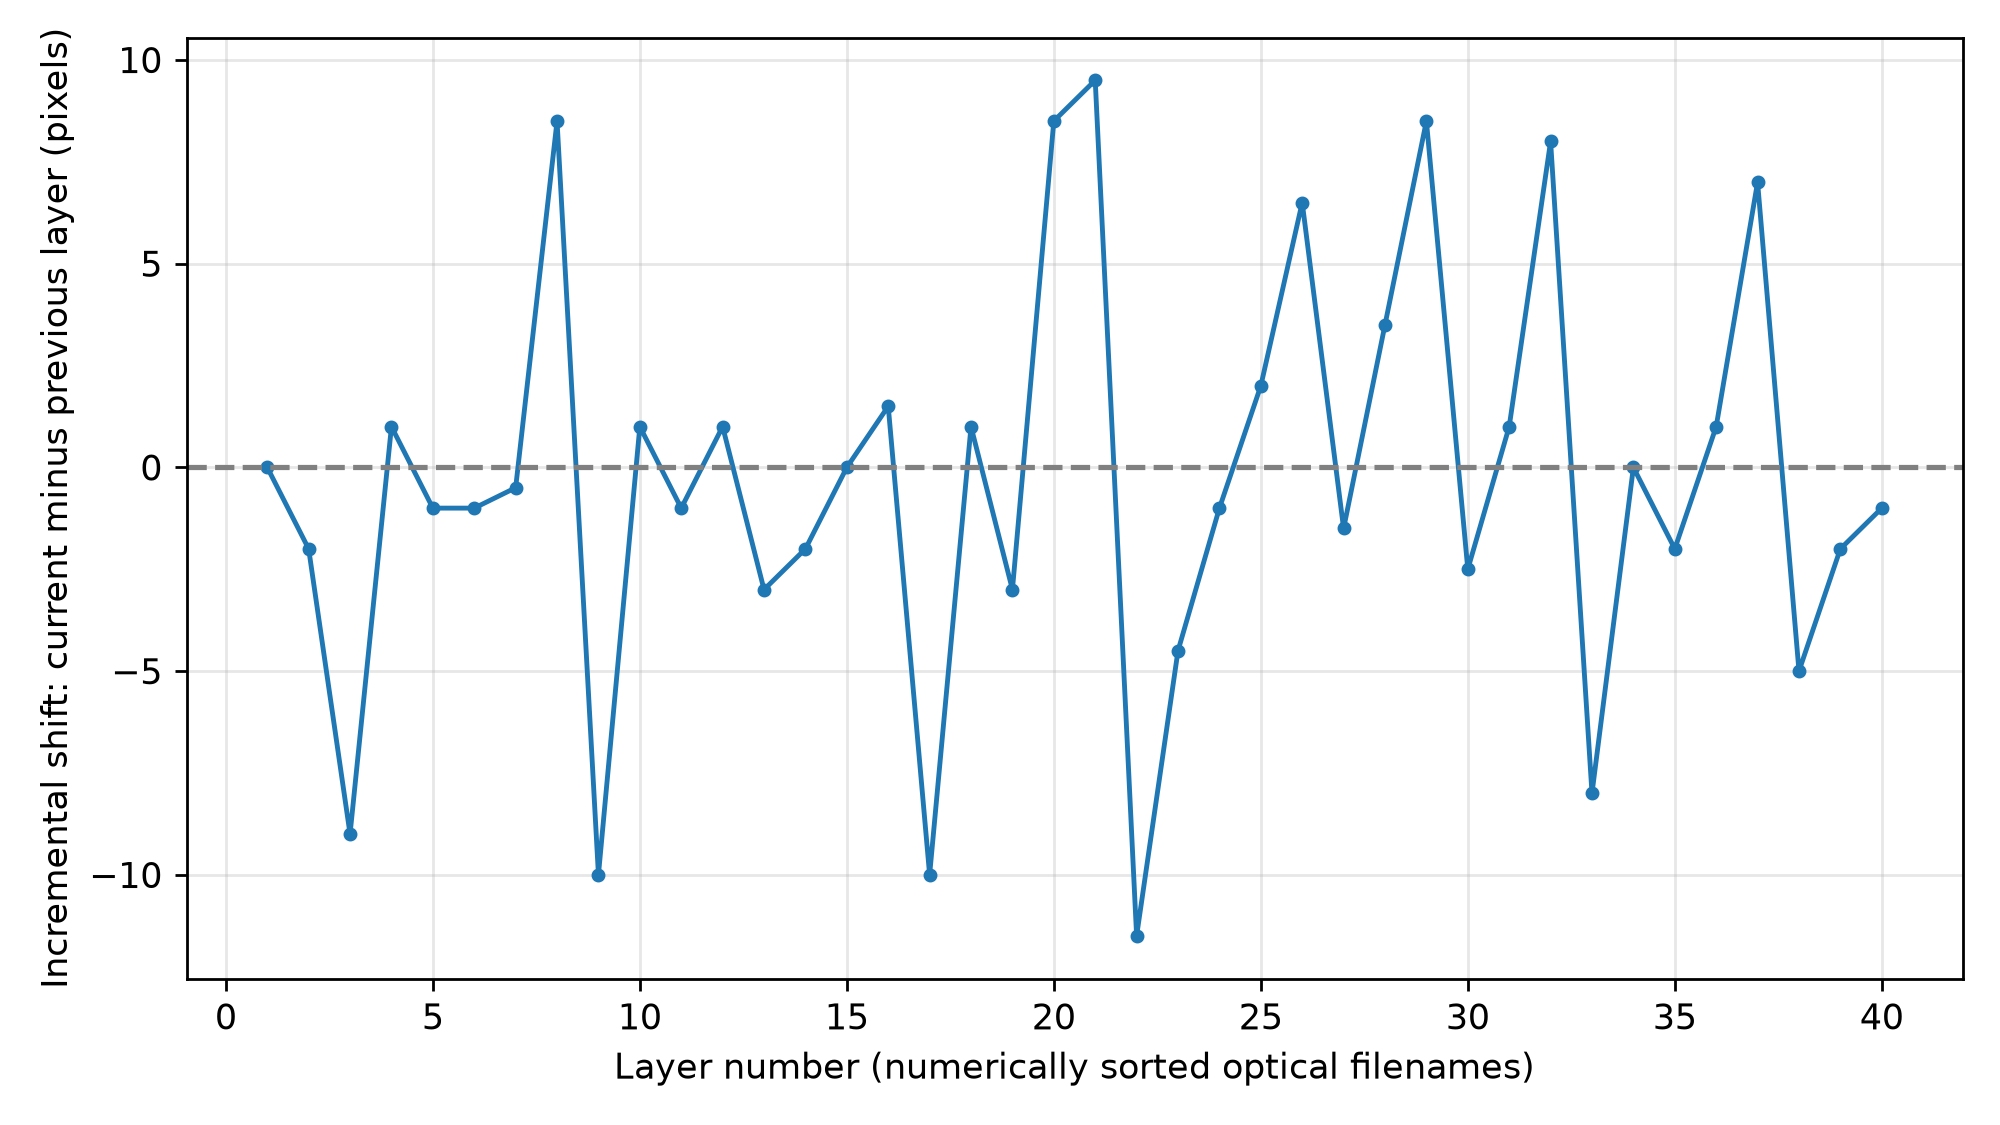 Incremental shift: current minus previous layer (pixels)
10
5
0
−5
−10
0 5 10 15 20 25 30 35 40
Layer number (numerically sorted optical filenames)